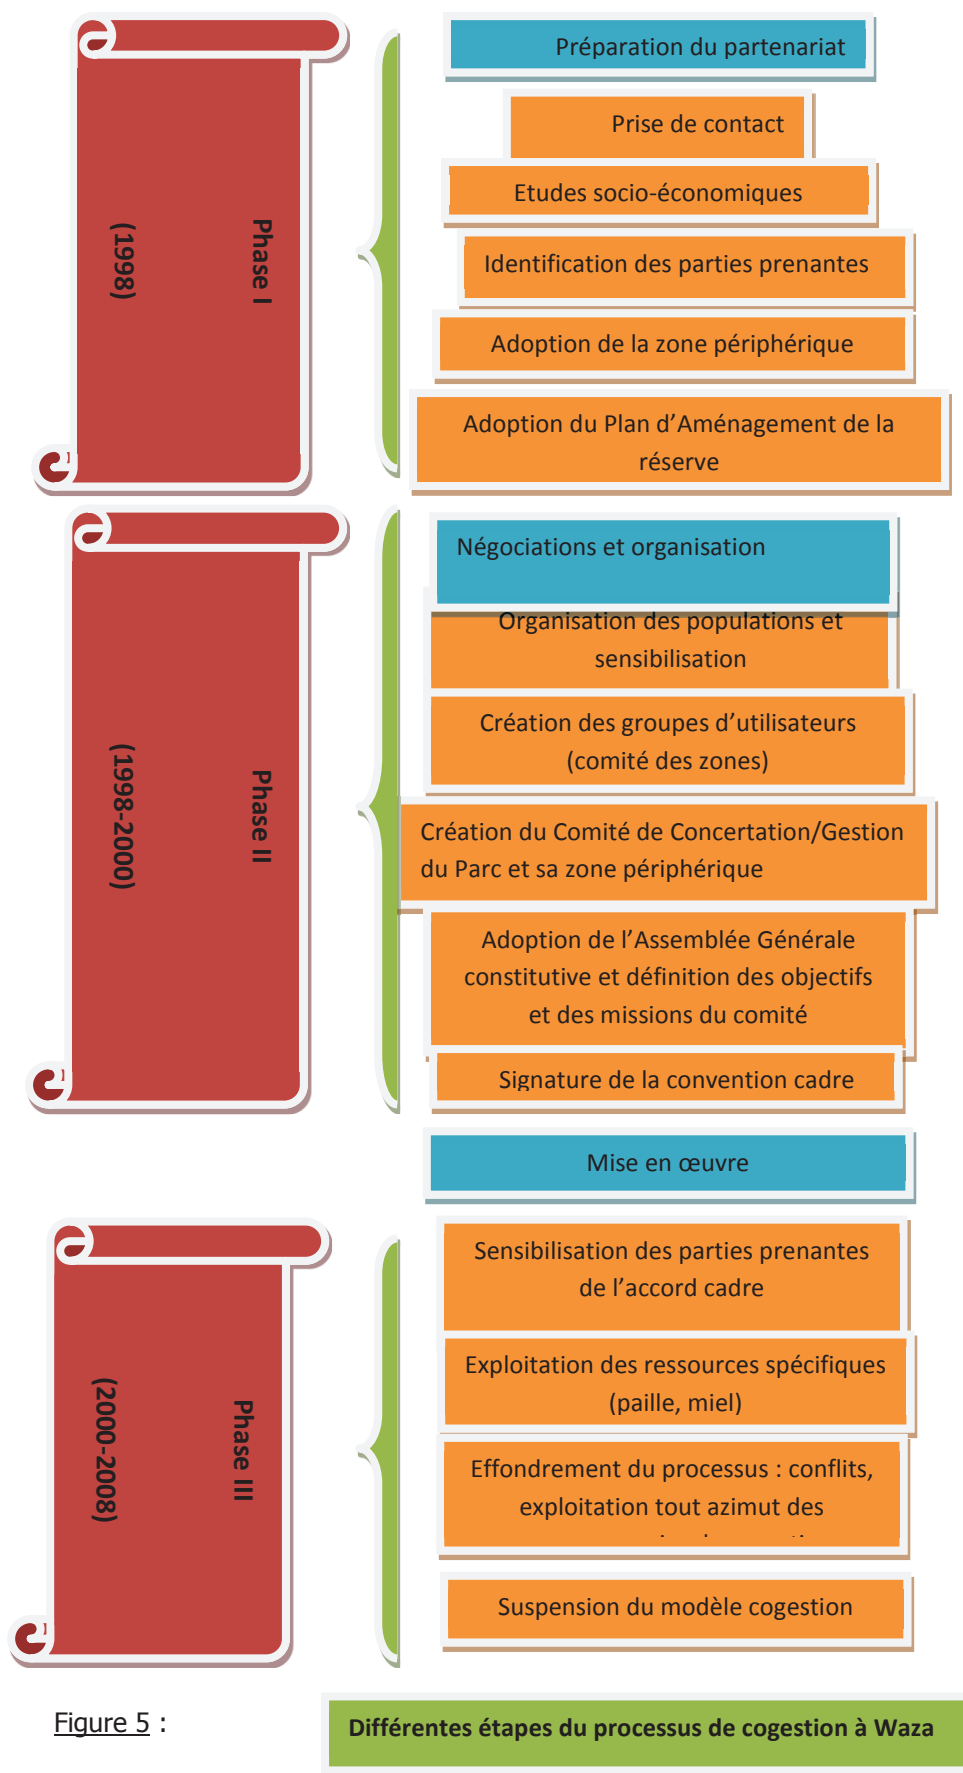 Phase I
(1998)
Préparation du partenariat
Prise de contact
Etudes socio-économiques
Identification des parties prenantes
Adoption de la zone périphérique
Adoption du Plan d’Aménagement de la
réserve
Phase II
(1998-2000)
Négociations et organisation
Organisation des populations et
sensibilisation
Création des groupes d’utilisateurs
(comité des zones)
Création du Comité de Concertation/Gestion
du Parc et sa zone périphérique
Adoption de l’Assemblée Générale
constitutive et définition des objectifs
et des missions du comité
Signature de la convention cadre
Phase III
(2000-2008)
Mise en œuvre
Sensibilisation des parties prenantes
de l’accord cadre
Exploitation des ressources spécifiques
(paille, miel)
Effondrement du processus : conflits,
exploitation tout azimut des
Suspension du modèle cogestion
Figure 5 :
Différentes étapes du processus de cogestion à Waza